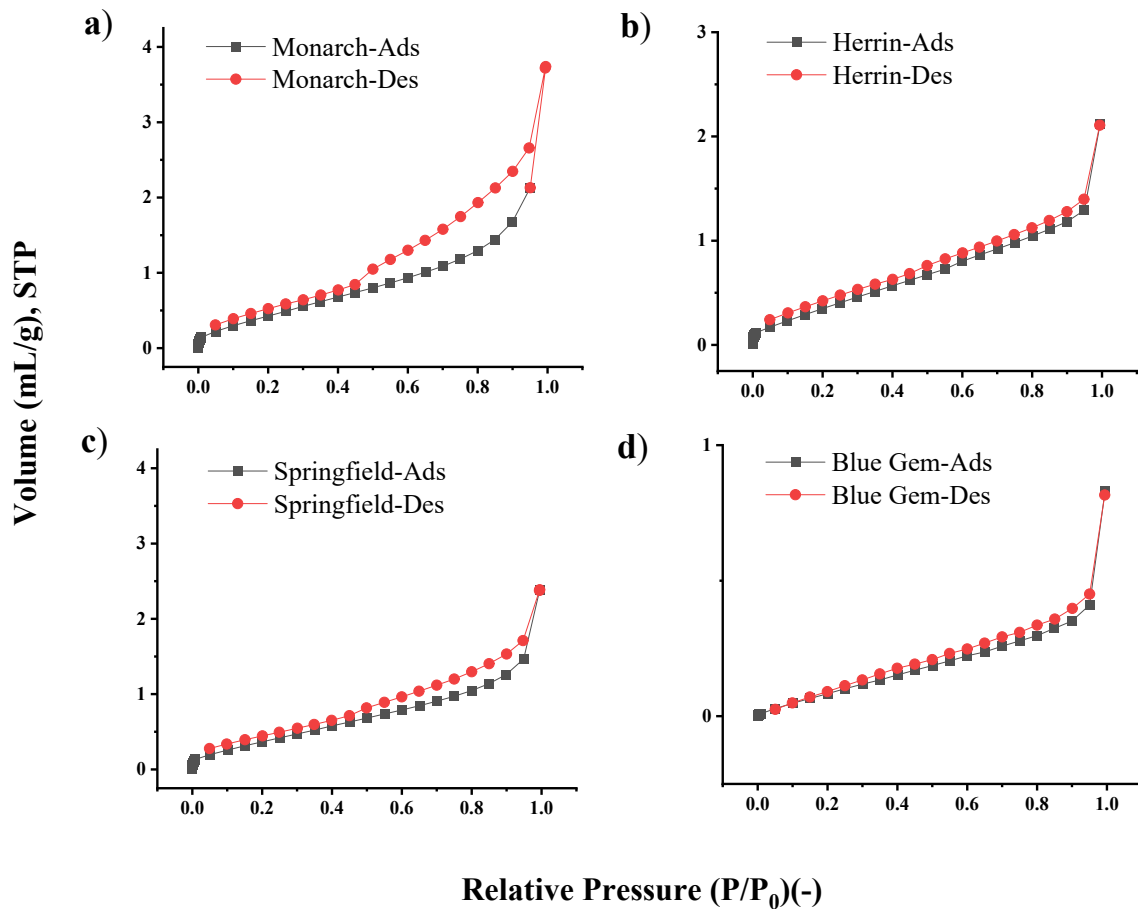 a)
Monarch-Ads
Monarch-Des
4
3
2
1
0
0.0 0.2 0.4 0.6 0.8 1.0
b)
Herrin-Ads
Herrin-Des
3
2
1
0
0.0 0.2 0.4 0.6 0.8 1.0
c)
Springfield-Ads
Springfield-Des
4
3
2
1
0
0.0 0.2 0.4 0.6 0.8 1.0
d)
Blue Gem-Ads
Blue Gem-Des
1
0
0.0 0.2 0.4 0.6 0.8 1.0
Volume (mL/g), STP
Relative Pressure (P/P₀)(-)